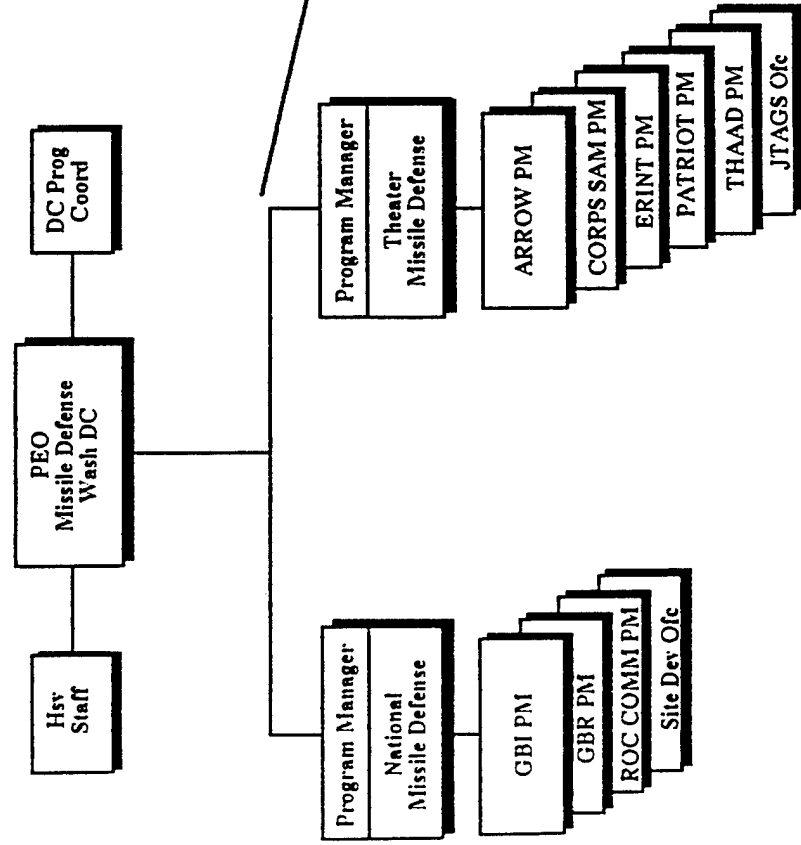 PEO
Missile Defense
Wash DC
Hsv
Staff
DC Prog
Coord
Program Manager
National
Missile Defense
GBI PM
GBR PM
ROC COMM PM
Site Dev Ofc
Program Manager
Theater
Missile Defense
ARROW PM
CORPS SAM PM
ERINT PM
PATRIOT PM
THAAD PM
JTAGS Ofc